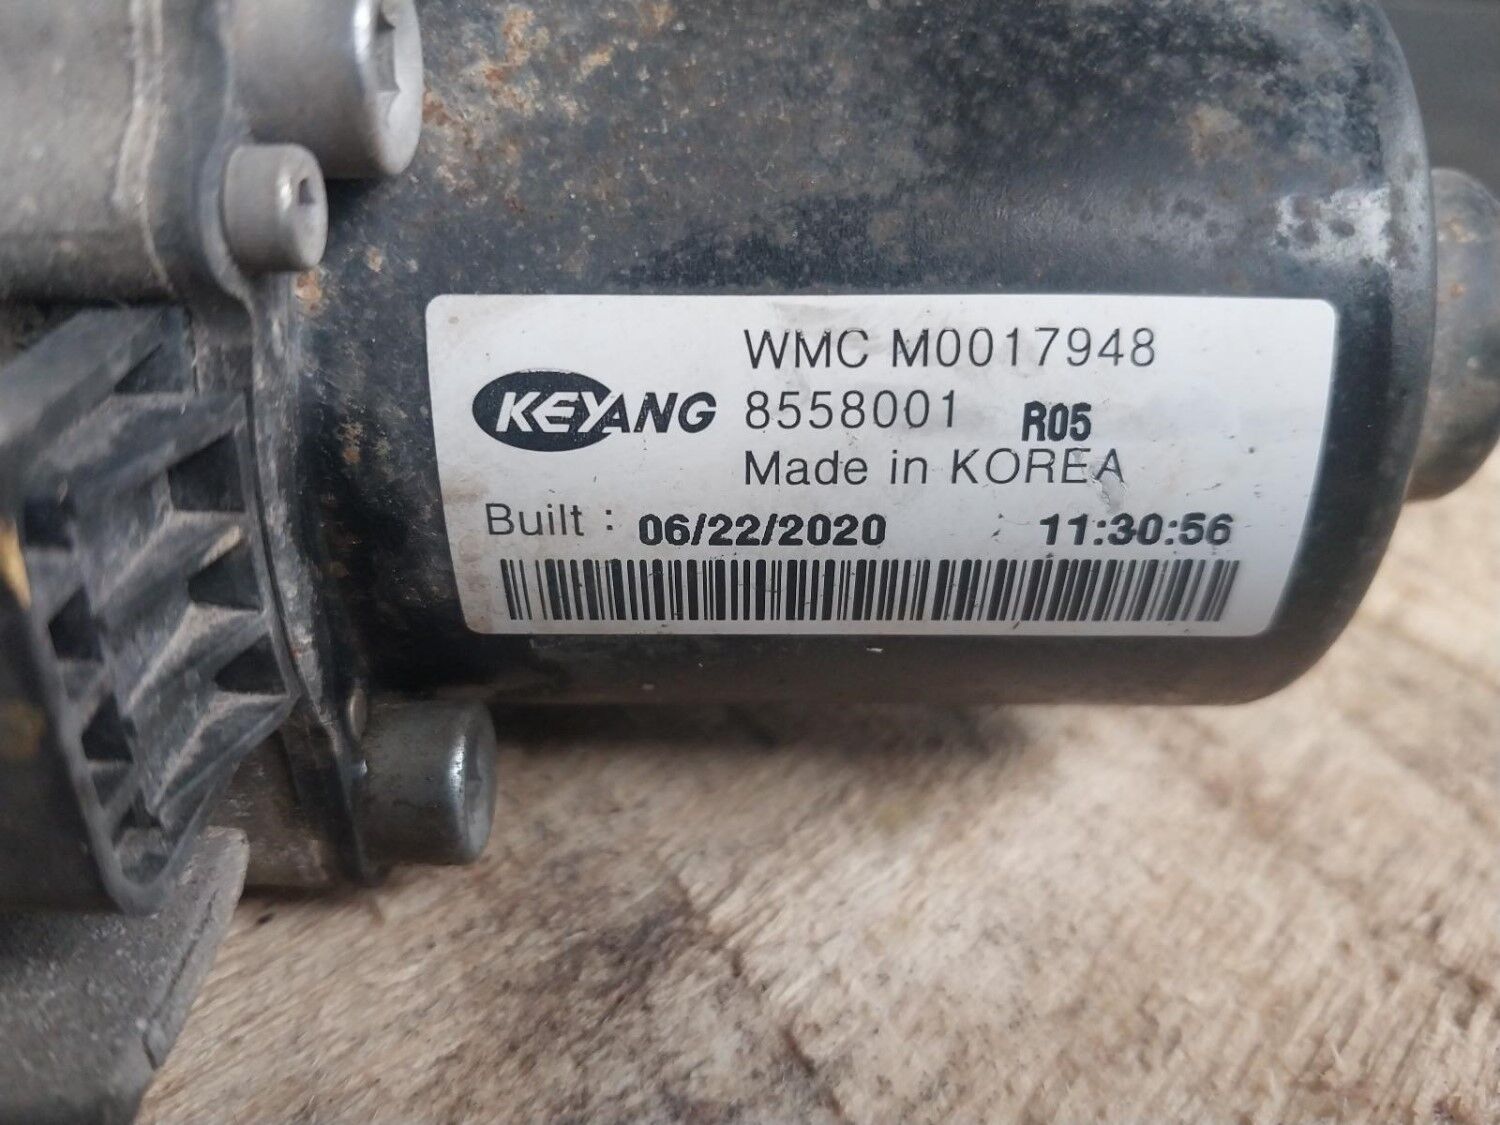 WMC M0017948
KEYANG 8558001 R05
Made in KOREA
Built : 06/22/2020 11:30:56